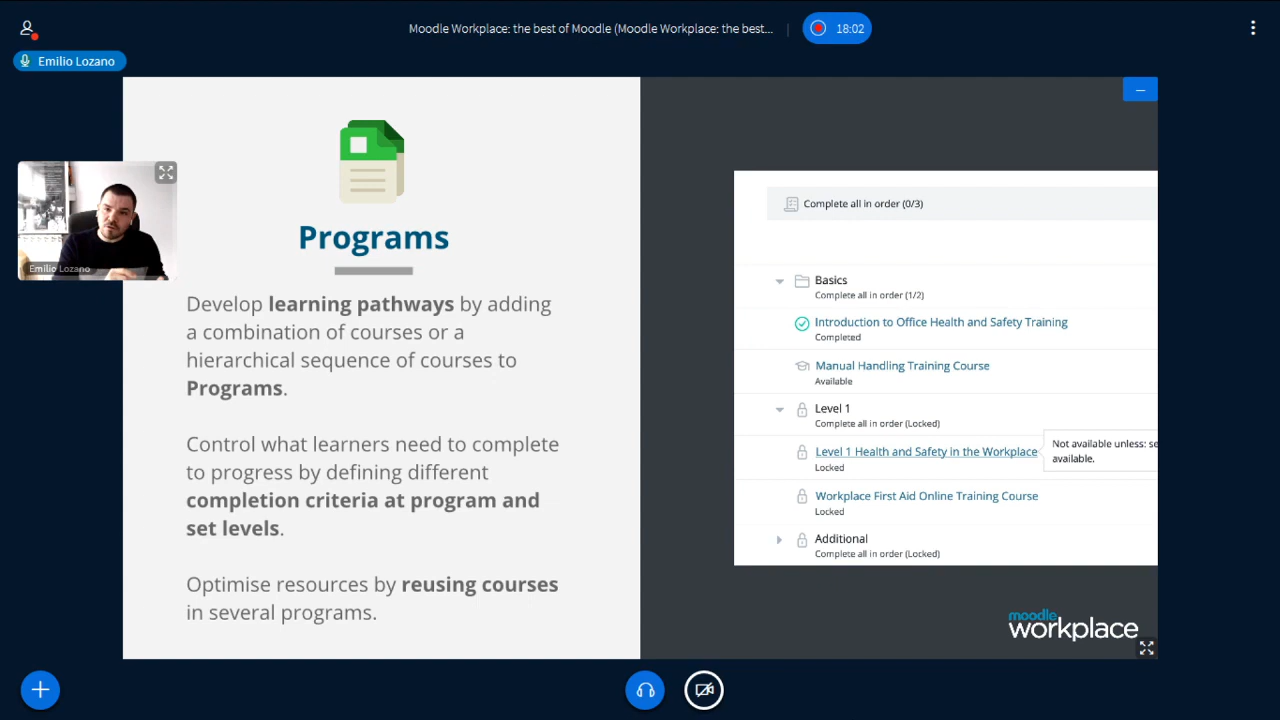 Moodle Workplace: the best of Moodle (Moodle Workplace: the best...
18:02
Emilio Lozano
Emilio Lozano
Programs
Develop learning pathways by adding
a combination of courses or a
hierarchical sequence of courses to
Programs.
Control what learners need to complete
to progress by defining different
completion criteria at program and
set levels.
Optimise resources by reusing courses
in several programs.
Complete all in order (0/3)
Basics
Complete all in order (1/2)
Introduction to Office Health and Safety Training
Completed
Manual Handling Training Course
Available
Level 1
Complete all in order (Locked)
Level 1 Health and Safety in the Workplace
Locked
Not available unless: se
available.
Workplace First Aid Online Training Course
Locked
Additional
Complete all in order (Locked)
moodle
workplace